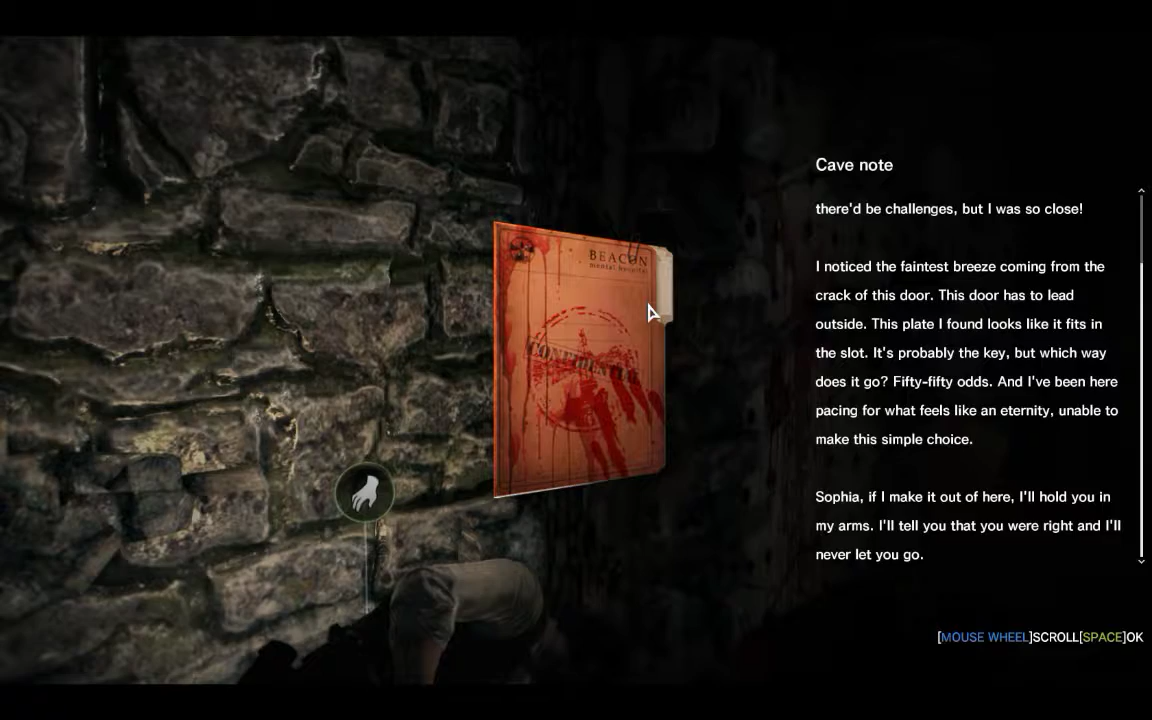 Cave note
there'd be challenges, but I was so close!
I noticed the faintest breeze coming from the
crack of this door. This door has to lead
outside. This plate I found looks like it fits in
the slot. It's probably the key, but which way
does it go? Fifty-fifty odds. And I've been here
pacing for what feels like an eternity, unable to
make this simple choice.
Sophia, if I make it out of here, I'll hold you in
my arms. I'll tell you that you were right and I'll
never let you go.
BEACON
mental hospital
CONFIDENTIAL
[MOUSE WHEEL]SCROLL[SPACE]OK